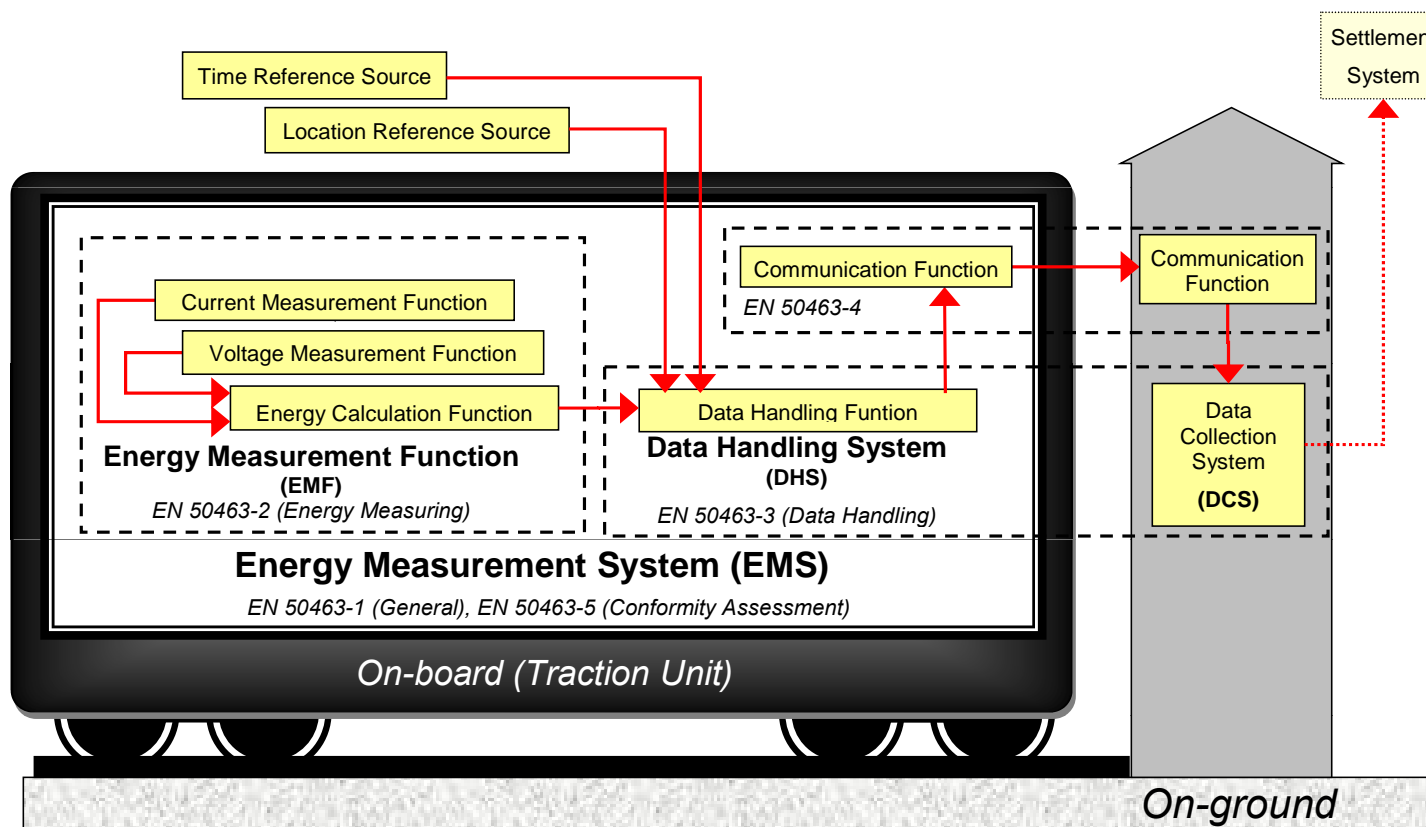 Settlemen
System
Time Reference Source
Location Reference Source
Communication Function
EN 50463-4
Communication
Function
Current Measurement Function
Voltage Measurement Function
Energy Calculation Function
Energy Measurement Function
(EMF)
EN 50463-2 (Energy Measuring)
Data Handling Funtion
Data Handling System
(DHS)
EN 50463-3 (Data Handling)
Data
Collection
System
(DCS)
Energy Measurement System (EMS)
EN 50463-1 (General), EN 50463-5 (Conformity Assessment)
On-board (Traction Unit)
On-ground